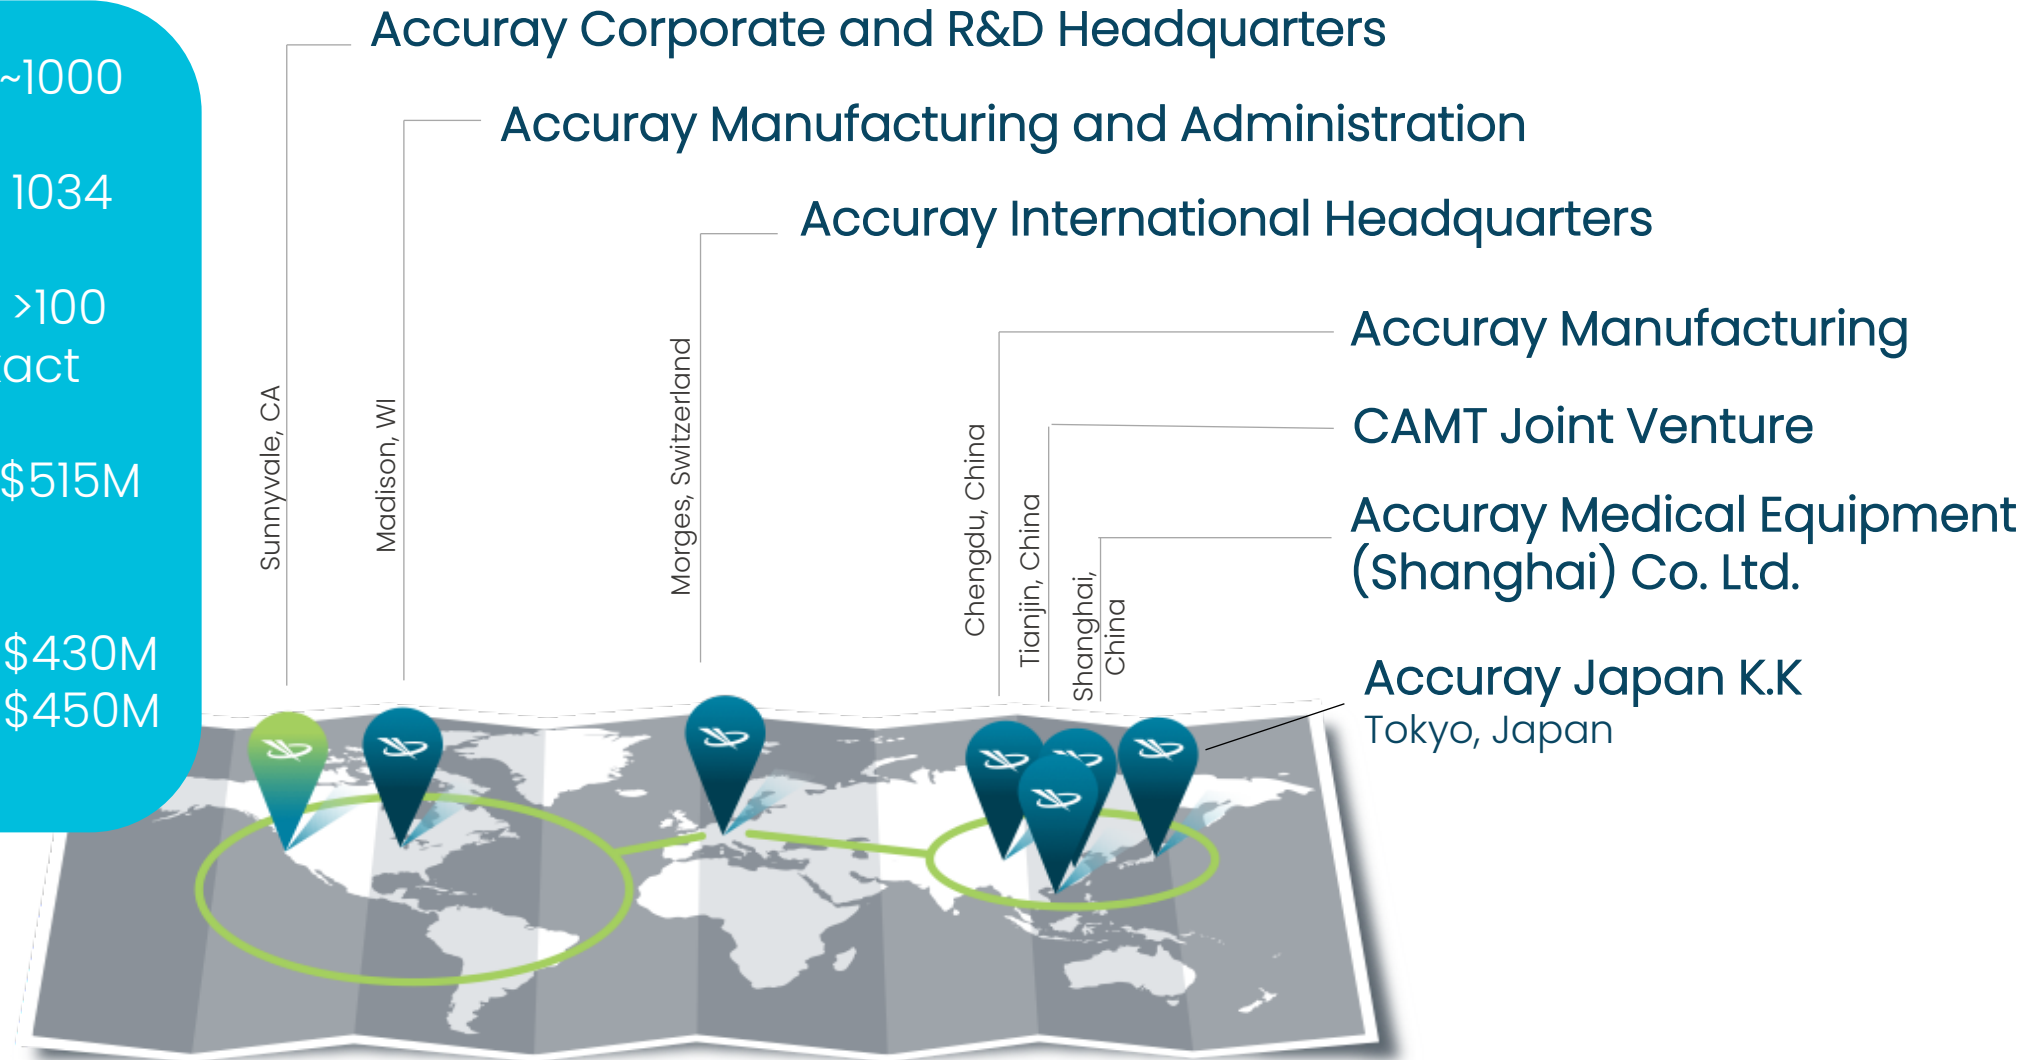 ~1000
1034
>100
$515M
$430M
$450M
Accuray Corporate and R&D Headquarters
Accuray Manufacturing and Administration
Accuray International Headquarters
Accuray Manufacturing
CAMT Joint Venture
Accuray Medical Equipment
(Shanghai) Co. Ltd.
Accuray Japan K.K
Tokyo, Japan
Sunnyvale, CA
Madison, WI
Morges, Switzerland
Chengdu, China
Tianjin, China
Shanghai,
China